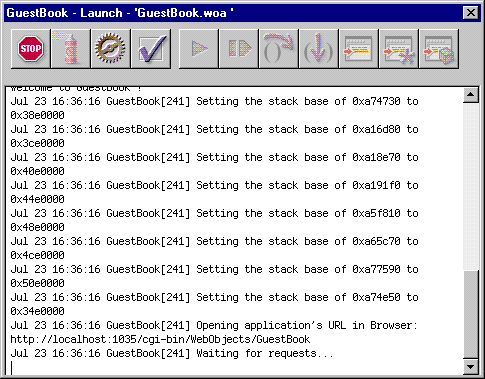 GuestBook - Launch - 'GuestBook.woa '
STOP
Welcome to GuestBook !
Jul 23 16:36:16 GuestBook[241] Setting the stack base of 0xa74730 to
0x38e0000
Jul 23 16:36:16 GuestBook[241] Setting the stack base of 0xa16d80 to
0x3ce0000
Jul 23 16:36:16 GuestBook[241] Setting the stack base of 0xa18e70 to
0x40e0000
Jul 23 16:36:16 GuestBook[241] Setting the stack base of 0xa191f0 to
0x44e0000
Jul 23 16:36:16 GuestBook[241] Setting the stack base of 0xa5f810 to
0x48e0000
Jul 23 16:36:16 GuestBook[241] Setting the stack base of 0xa65c70 to
0x4ce0000
Jul 23 16:36:16 GuestBook[241] Setting the stack base of 0xa77590 to
0x50e0000
Jul 23 16:36:16 GuestBook[241] Setting the stack base of 0xa74e50 to
0x34e0000
Jul 23 16:36:16 GuestBook[241] Opening application's URL in Browser:
http://localhost:1035/cgi-bin/WebObjects/GuestBook
Jul 23 16:36:16 GuestBook[241] Waiting for requests...